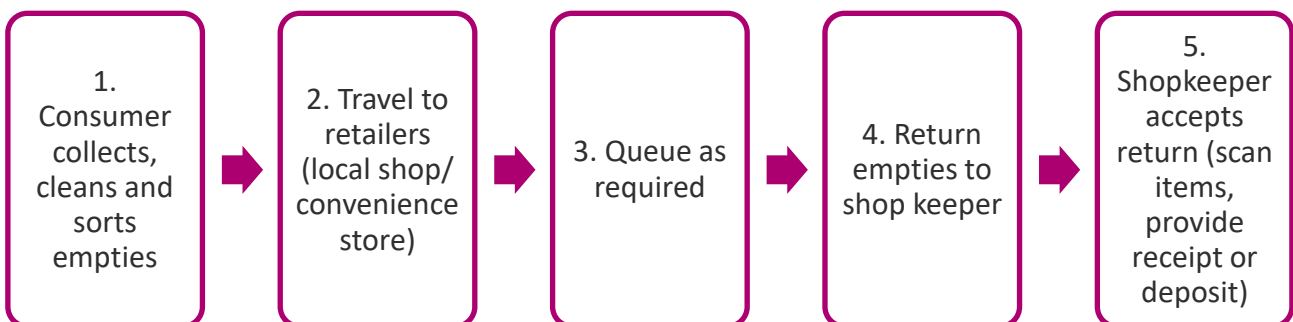 1.
Consumer
collects,
cleans and
sorts
empties
2. Travel to
retailers
(local shop/
convenience
store)
3. Queue as
required
4. Return
empties to
shop keeper
5.
Shopkeeper
accepts
return (scan
items,
provide
receipt or
deposit)